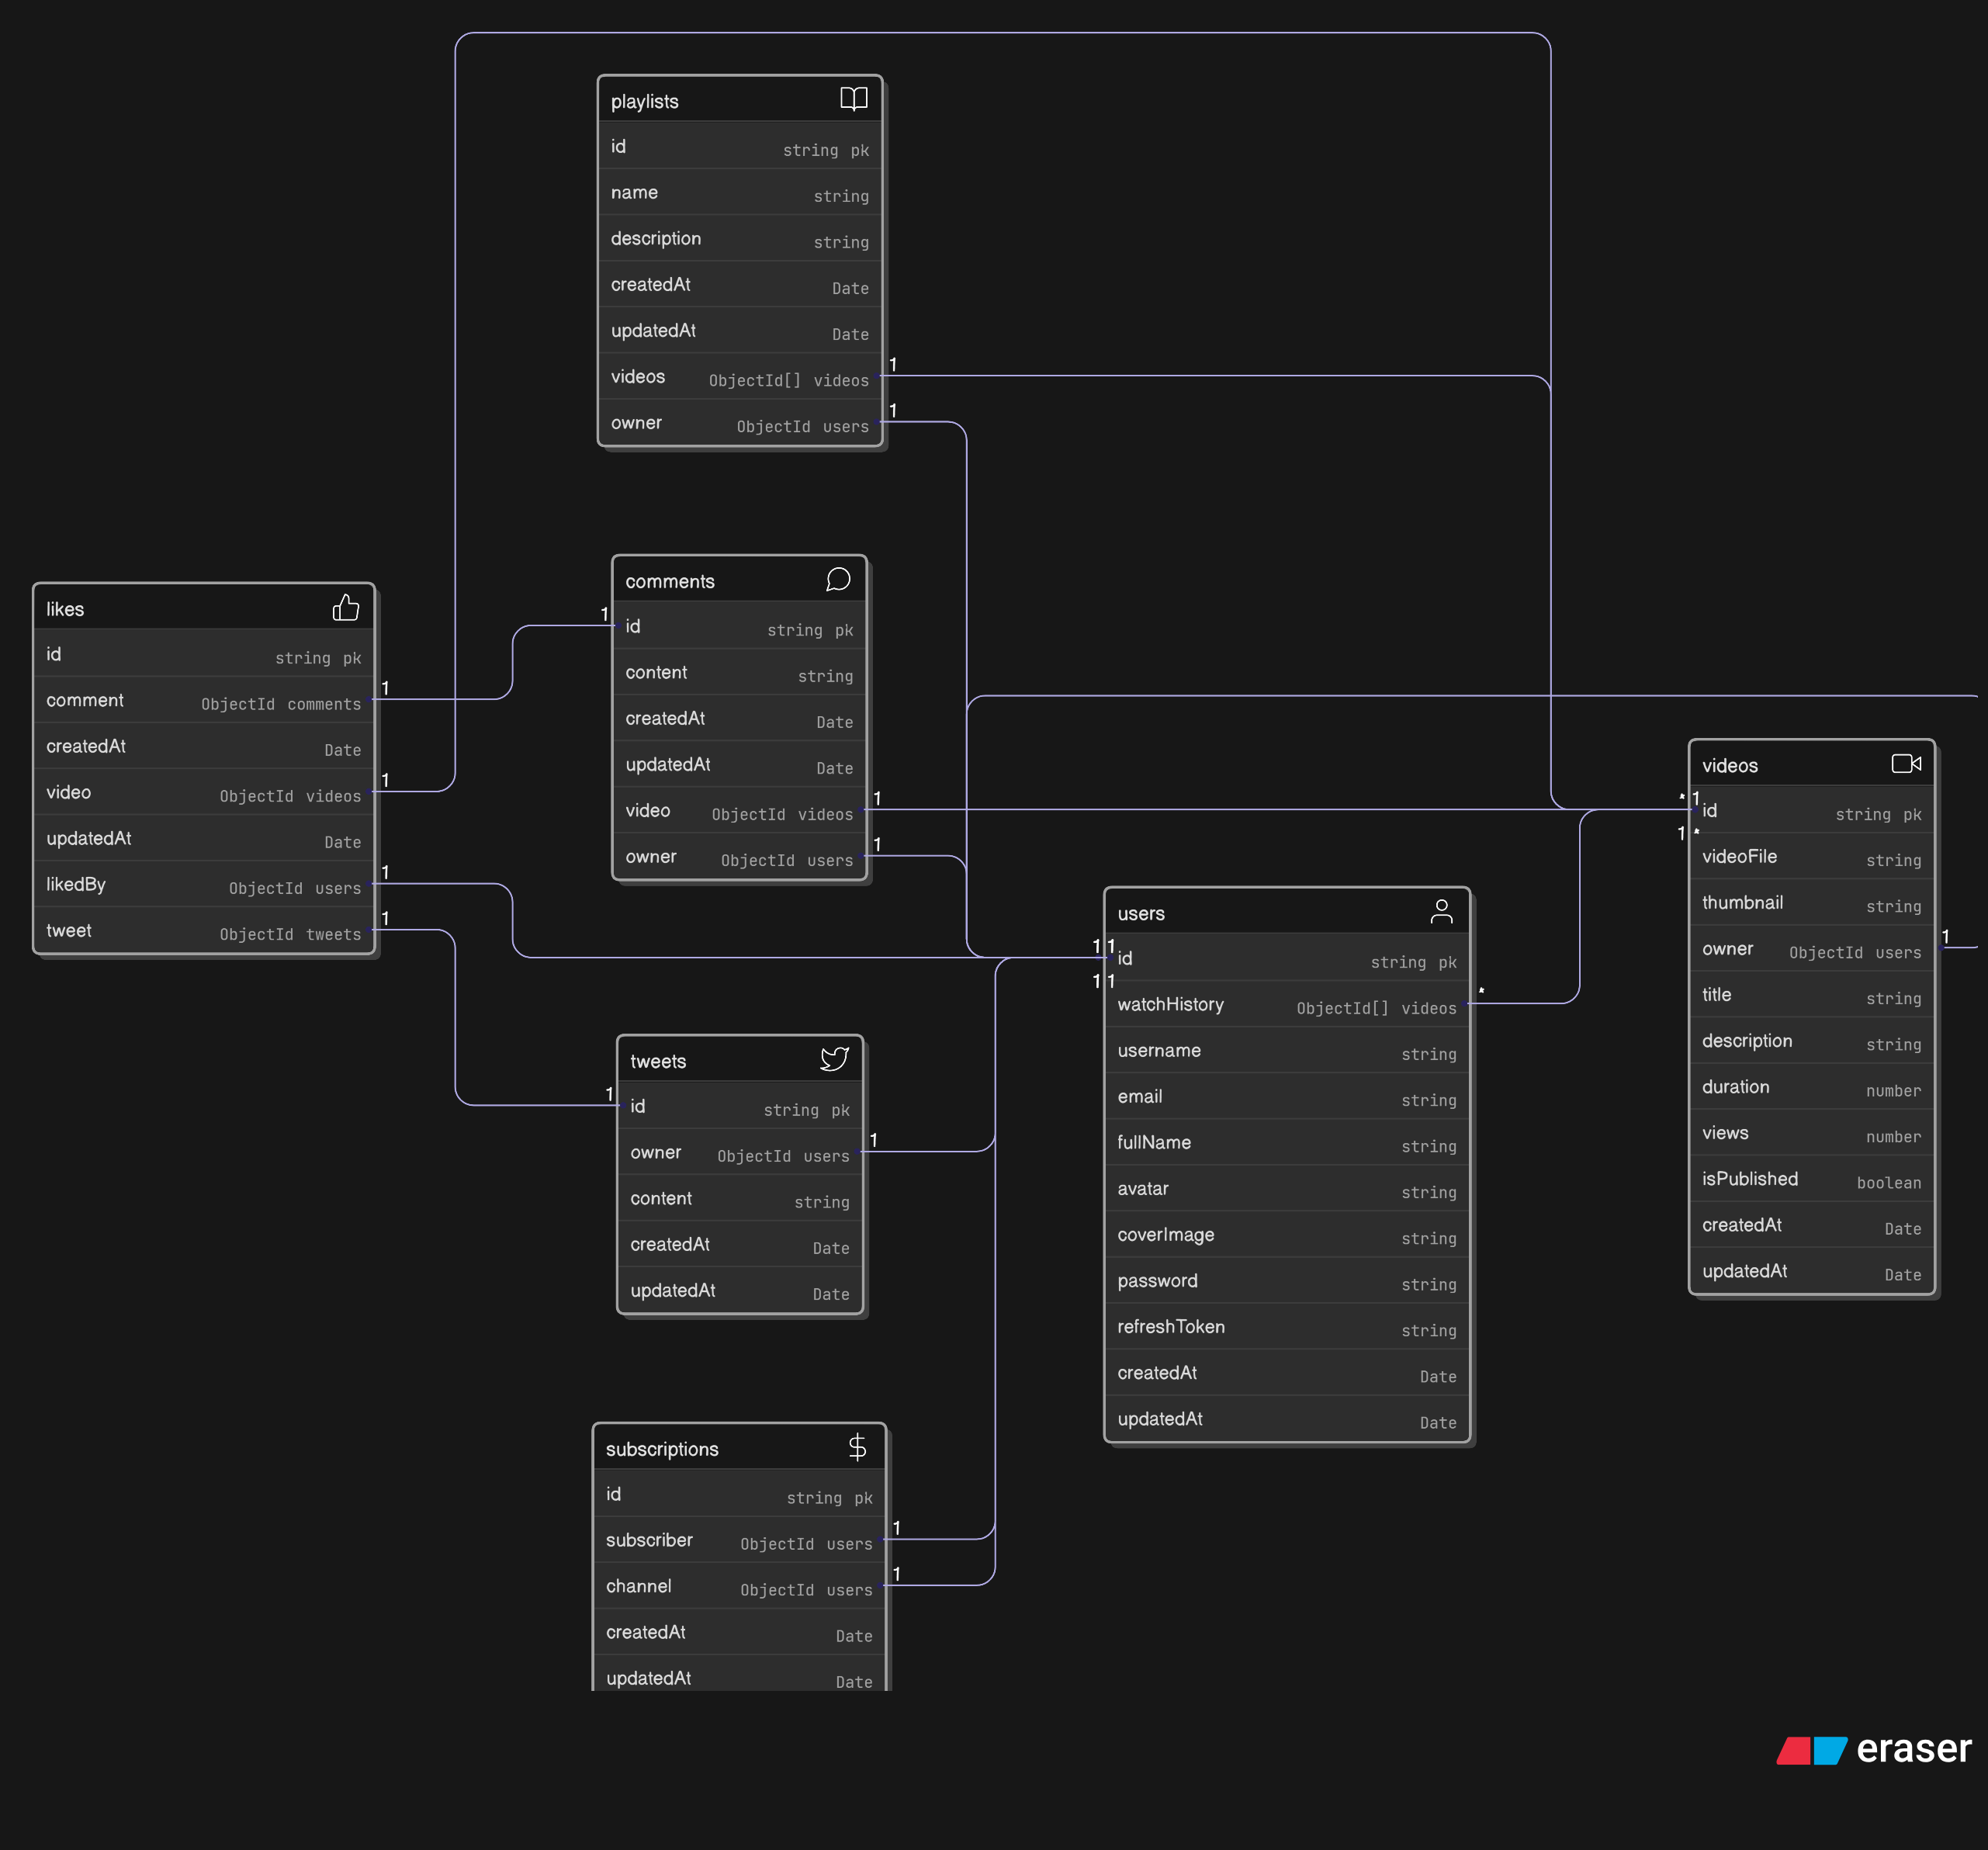 playlists
id string pk
name string
description string
createdAt Date
updatedAt Date
videos ObjectId[] videos 1
owner ObjectId users 1
likes
id string pk
comment ObjectId comments 1
createdAt Date
video ObjectId videos 1
updatedAt Date
likedBy ObjectId users 1
tweet ObjectId tweets 1
comments
1 id string pk
content string
createdAt Date
updatedAt Date
video ObjectId videos 1
owner ObjectId users 1
tweets
1 id string pk
owner ObjectId users 1
content string
createdAt Date
updatedAt Date
subscriptions
id string pk
subscriber ObjectId users 1
channel ObjectId users 1
createdAt Date
updatedAt Date
users
1 1
id string pk
1 1
watchHistory ObjectId[] videos *
username string
email string
fullName string
avatar string
coverImage string
password string
refreshToken string
createdAt Date
updatedAt Date
videos
* 1
id string pk
1 *
videoFile string
thumbnail string
owner ObjectId users 1
title string
description string
duration number
views number
isPublished boolean
createdAt Date
updatedAt Date
eraser